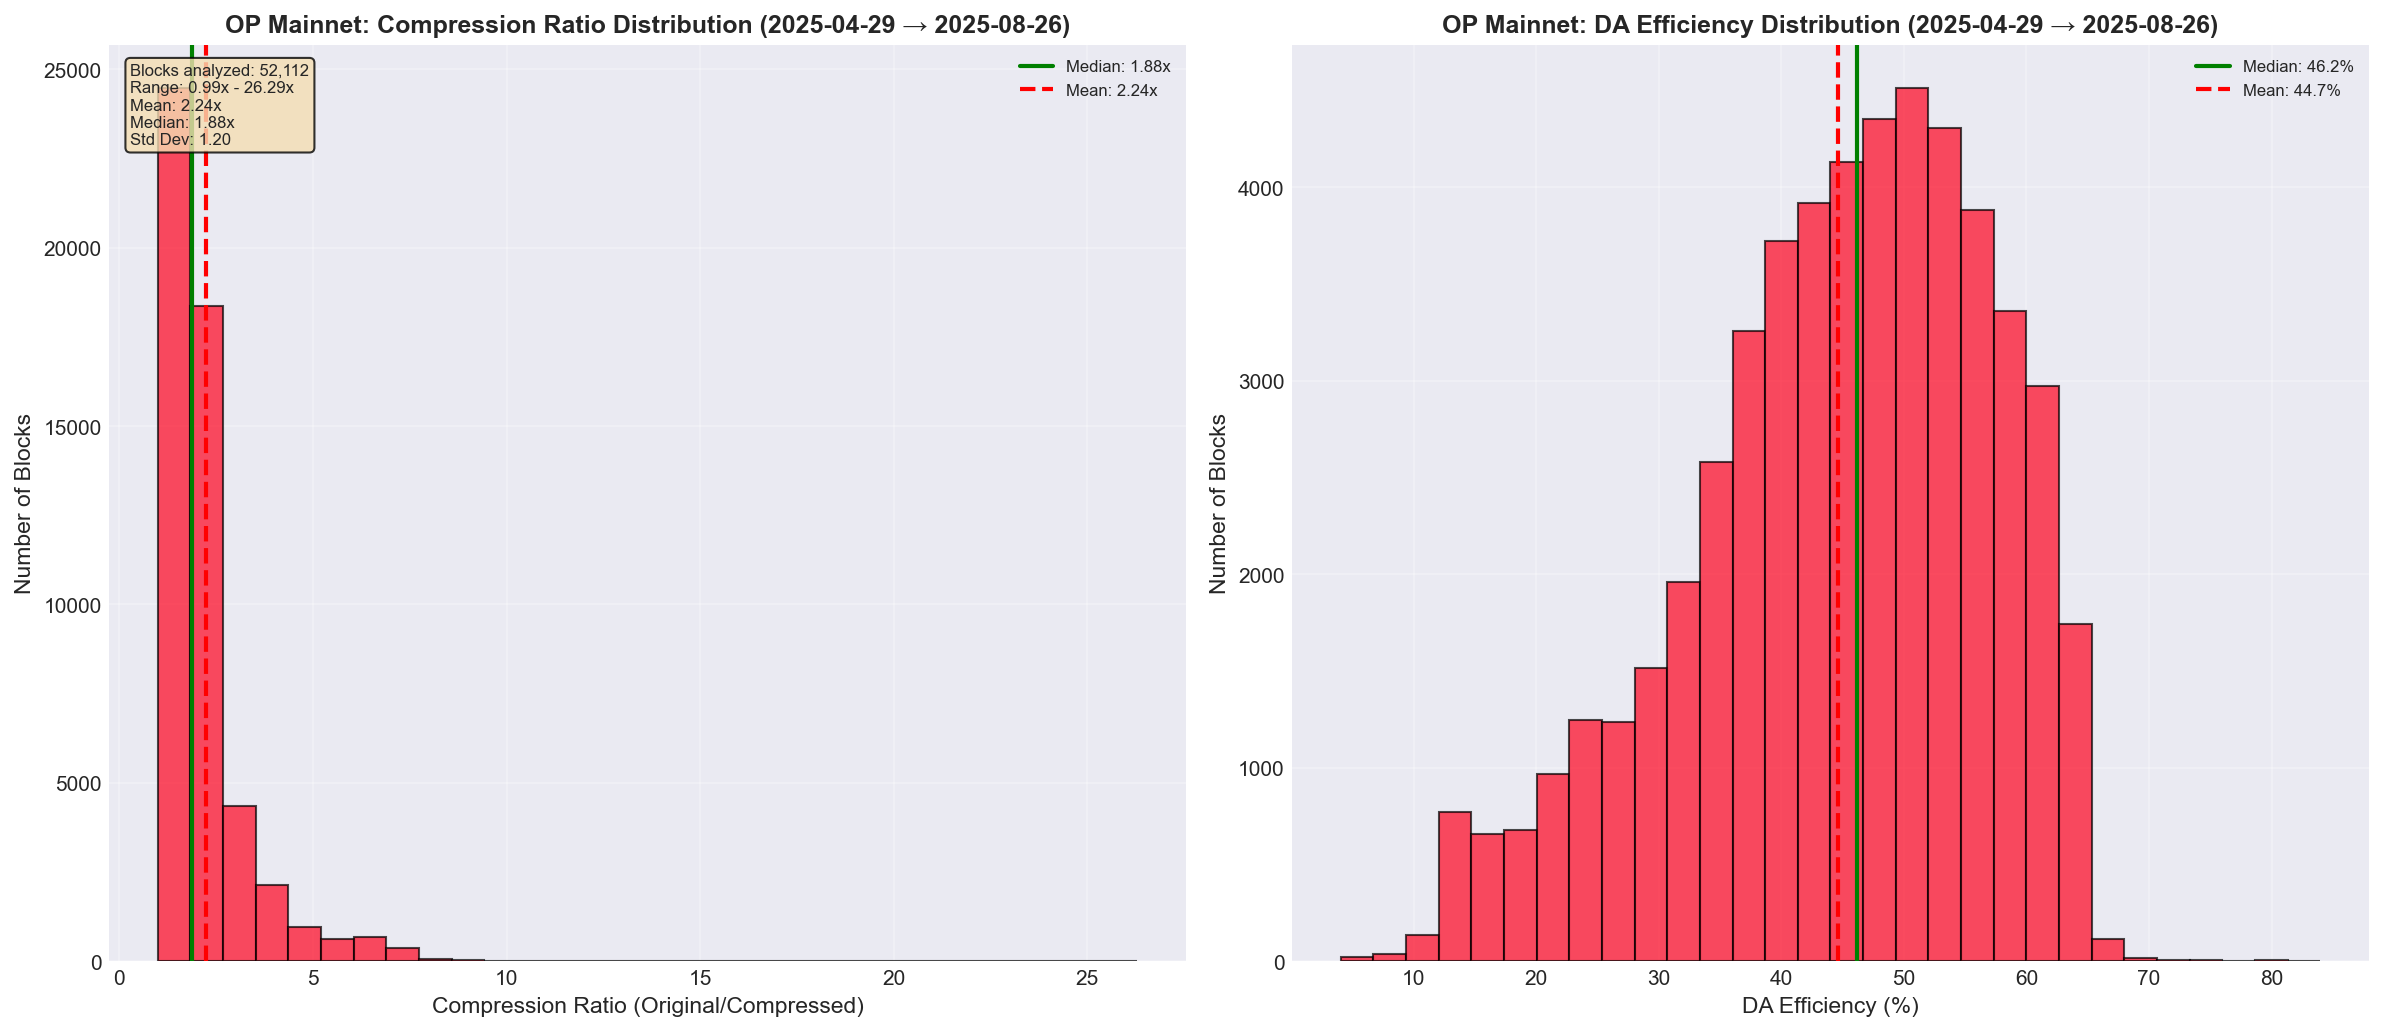 OP Mainnet: Compression Ratio Distribution (2025-04-29 → 2025-08-26)
Blocks analyzed: 52,112
Range: 0.99x - 26.29x
Mean: 2.24x
Median: 1.88x
Std Dev: 1.20
Median: 1.88x
Mean: 2.24x
Number of Blocks
25000
20000
15000
10000
5000
0
0 5 10 15 20 25
Compression Ratio (Original/Compressed)
OP Mainnet: DA Efficiency Distribution (2025-04-29 → 2025-08-26)
Median: 46.2%
Mean: 44.7%
Number of Blocks
4000
3000
2000
1000
0
10 20 30 40 50 60 70 80
DA Efficiency (%)